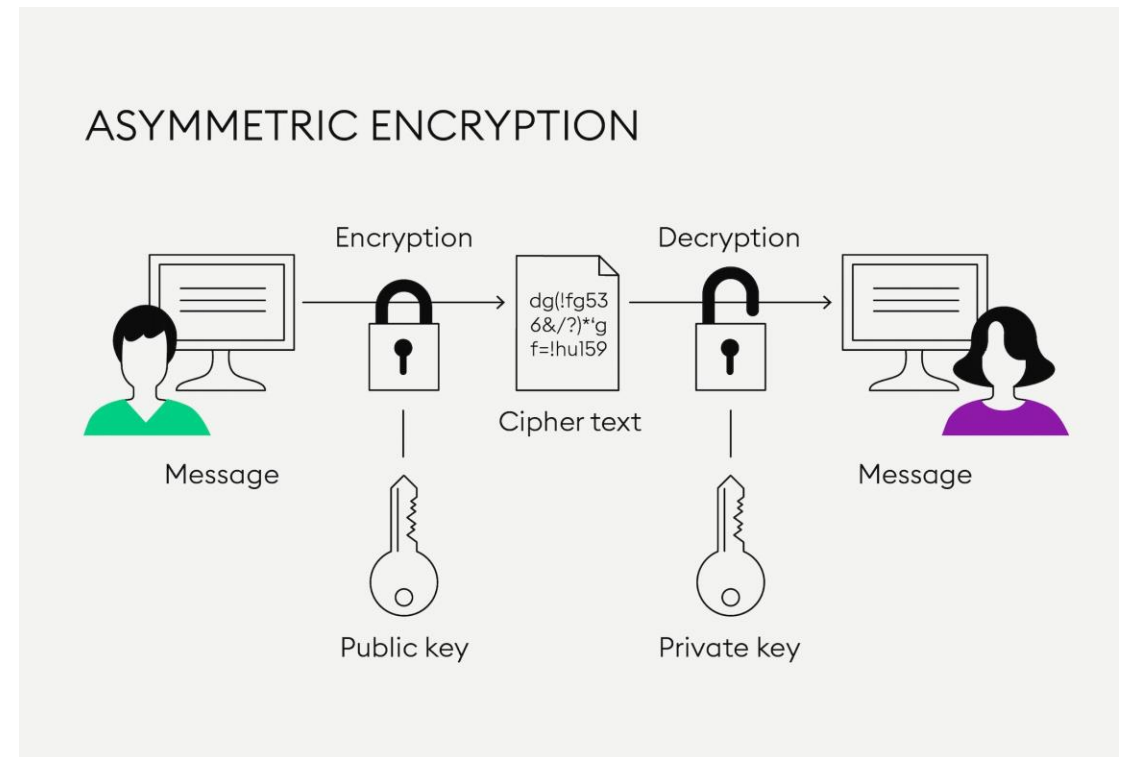 ASYMMETRIC ENCRYPTION
Encryption
Decryption
dg(!fg53
6&/?)*‘g
f=!hu159
Cipher text
Message
Message
Public key
Private key